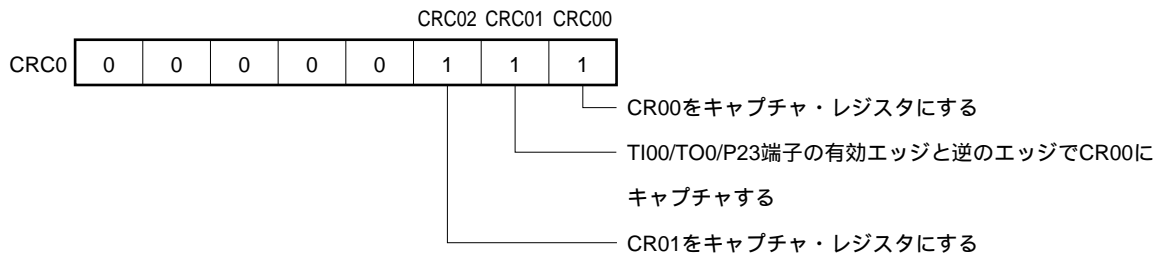 CRC02 CRC01 CRC00
CRC0 0 0 0 0 0 1 1 1
CR00をキャプチャ・レジスタにする
TI00/TO0/P23端子の有効エッジと逆のエッジでCR00に
キャプチャする
CR01をキャプチャ・レジスタにする